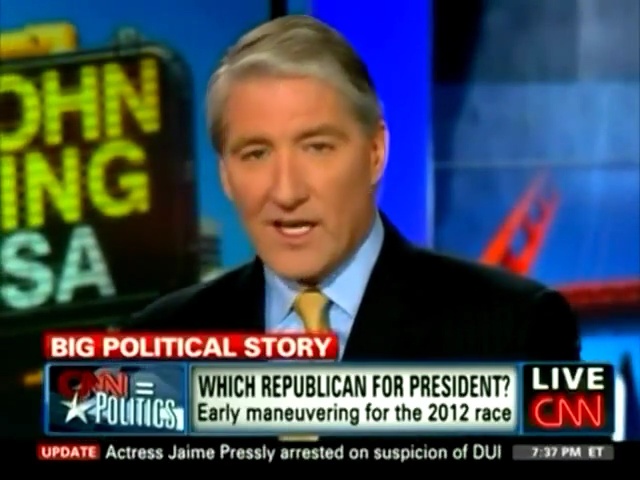 OHN
ING
SA
BIG POLITICAL STORY
CNN=
POLITICS
WHICH REPUBLICAN FOR PRESIDENT?
Early maneuvering for the 2012 race
LIVE
CNN
UPDATE Actress Jaime Pressly arrested on suspicion of DUI 7:37 PM ET